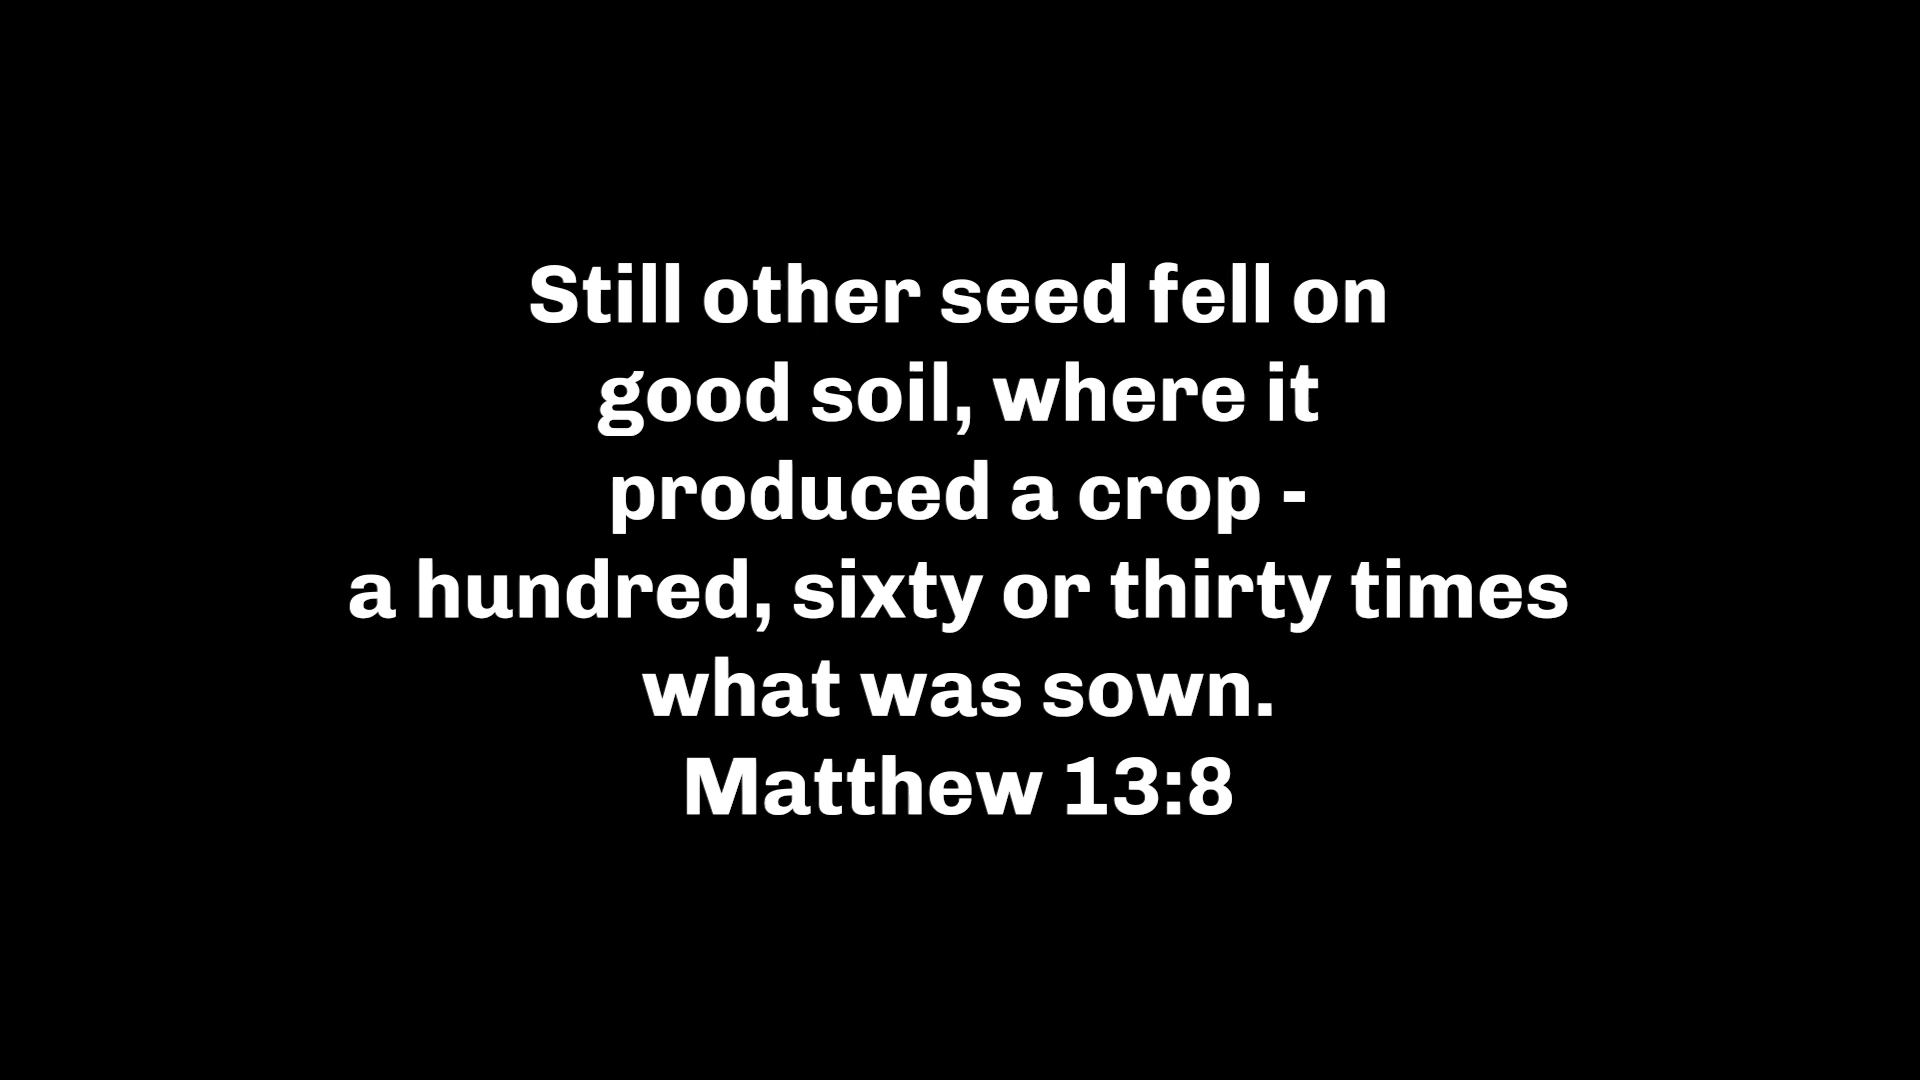 Still other seed fell on
good soil, where it
produced a crop -
a hundred, sixty or thirty times
what was sown.
Matthew 13:8